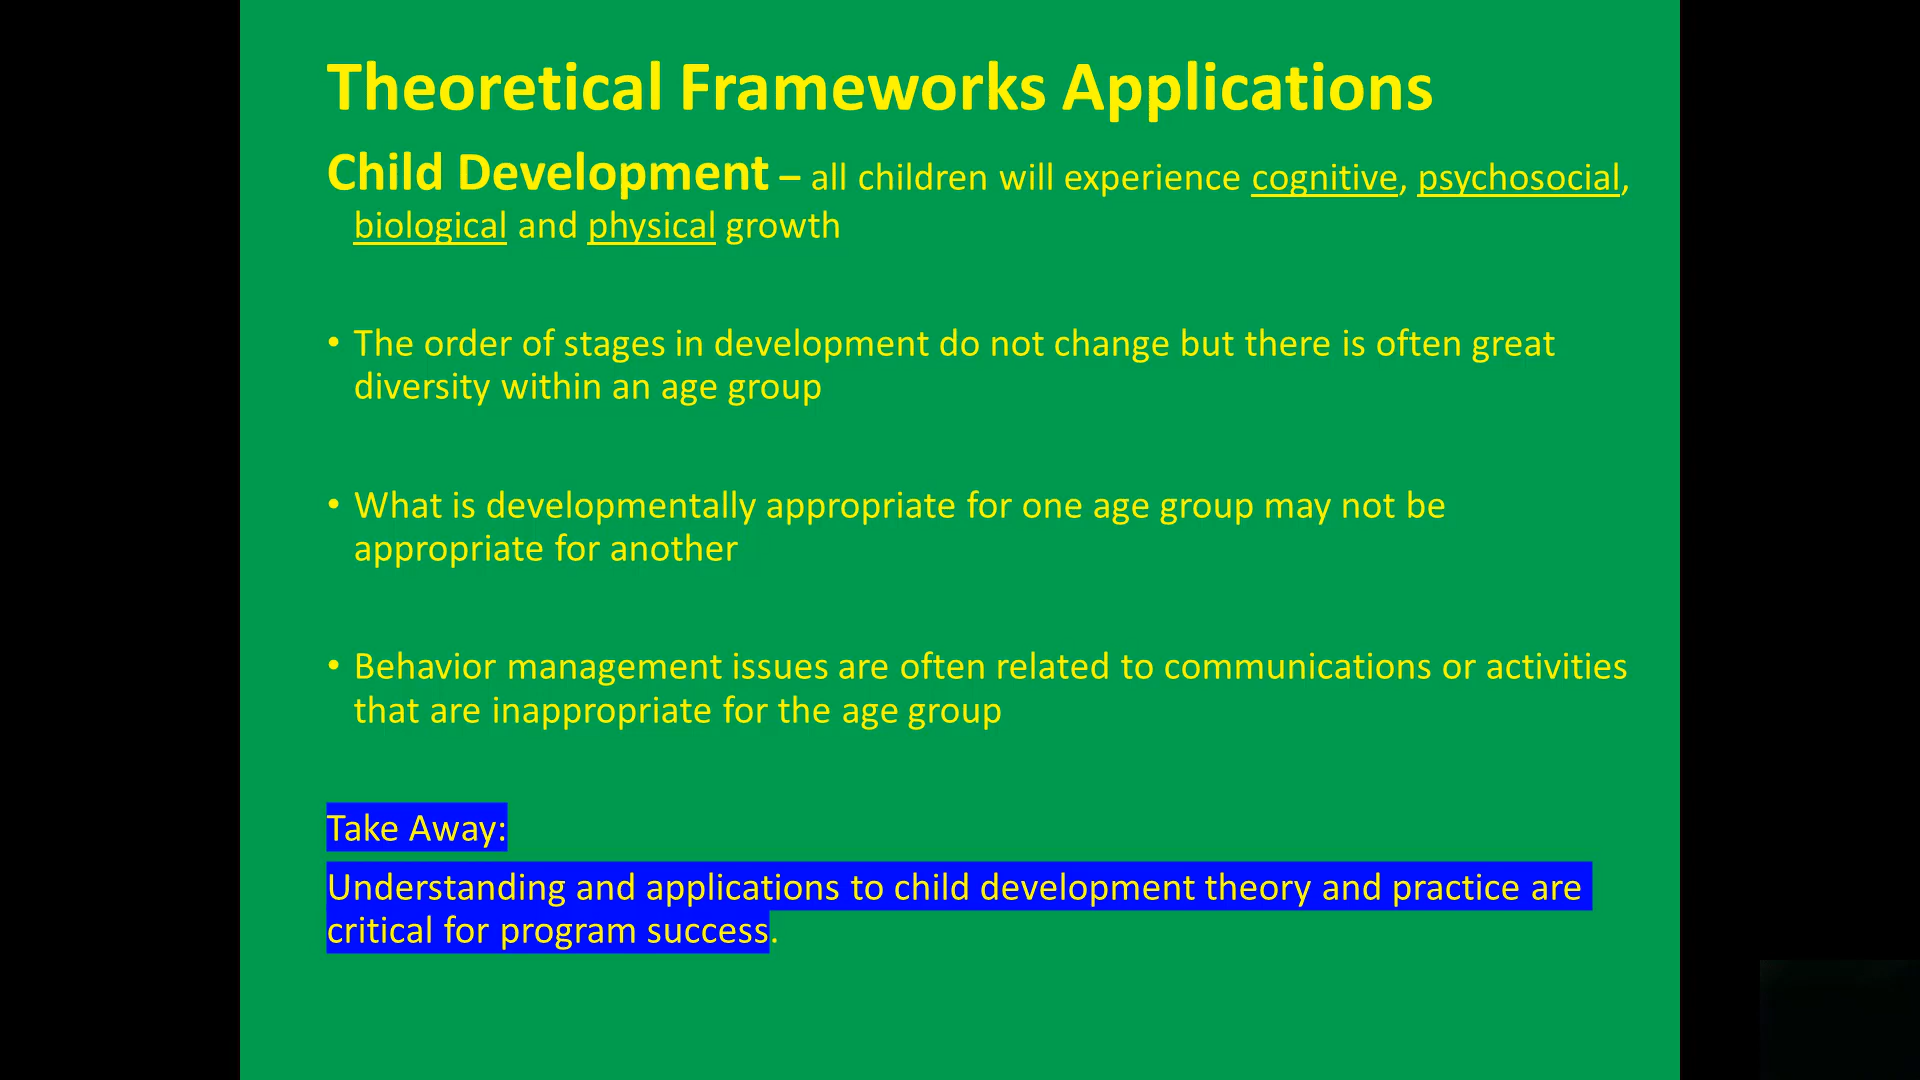 Theoretical Frameworks Applications
Child Development – all children will experience cognitive, psychosocial,
biological and physical growth
• The order of stages in development do not change but there is often great
diversity within an age group
• What is developmentally appropriate for one age group may not be
appropriate for another
• Behavior management issues are often related to communications or activities
that are inappropriate for the age group
Take Away:
Understanding and applications to child development theory and practice are
critical for program success.